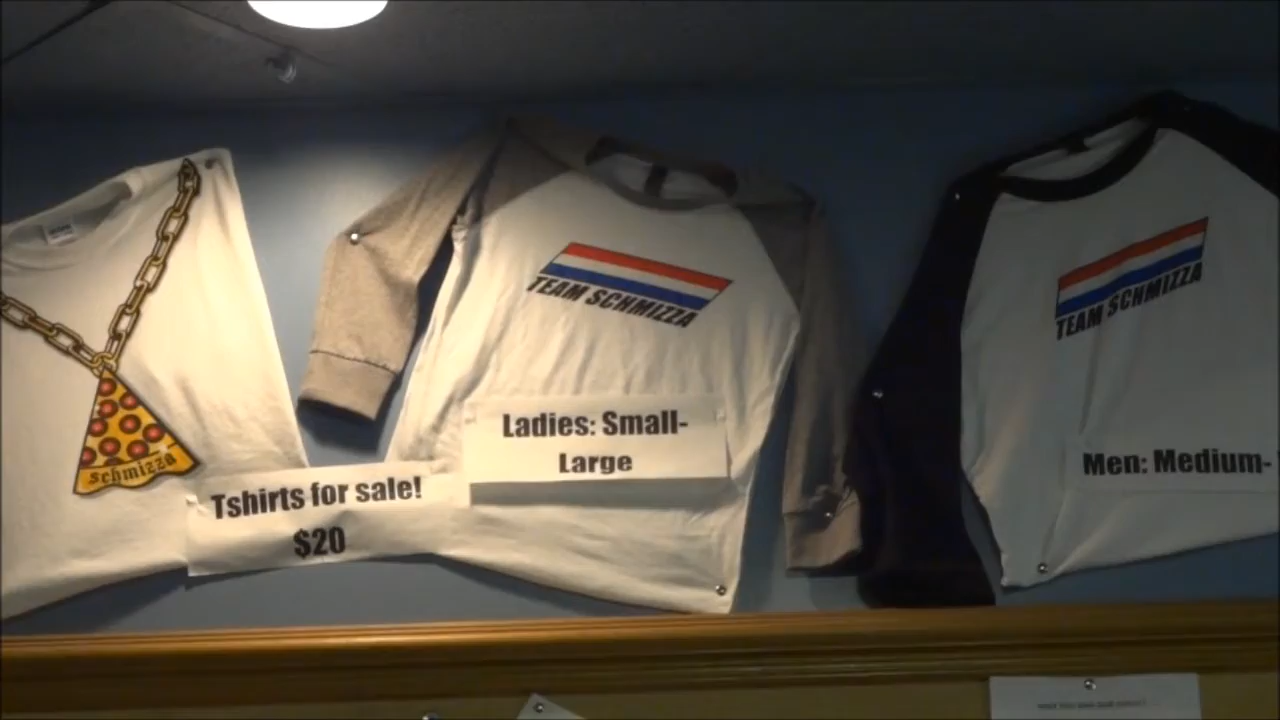 schmizza
Tshirts for sale!
$20
TEAM SCHMIZZA
Ladies: Small-
Large
TEAM SCHMIZZA
Men: Medium-